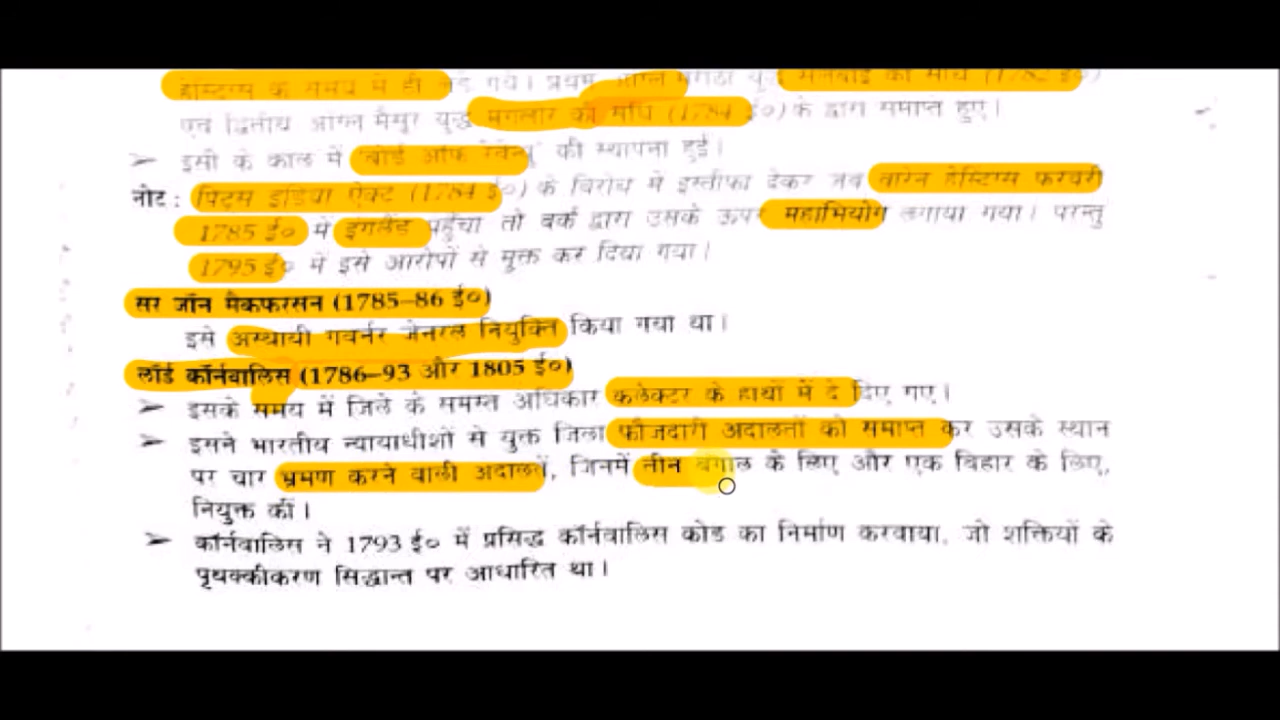 हेस्टिंग्स के समय में ही लड़े गये। प्रथम आंग्ल मराठा युद्ध सालबाई की संधि (1782 ई०)
एवं द्वितीय आंग्ल मैसूर युद्ध मंगलोर की संधि (1784 ई०) के द्वारा समाप्त हुए।
➢ इसी के काल में 'बोर्ड ऑफ रेवेन्यू' की स्थापना हुई।
नोट : पिट्स इंडिया ऐक्ट (1784 ई०) के विरोध में इस्तीफा देकर जब वारेन हेस्टिंग्स फरवरी
1785 ई० में इंगलैंड पहुँचा तो बर्क द्वारा उसके ऊपर महाभियोग लगाया गया। परन्तु
1795 ई० में इसे आरोपों से मुक्त कर दिया गया।
सर जॉन मैकफरसन (1785–86 ई०)
इसे अस्थायी गवर्नर जेनरल नियुक्ति किया गया था।
लॉर्ड कॉर्नवालिस (1786–93 और 1805 ई०)
➢ इसके समय में जिले के समस्त अधिकार कलेक्टर के हाथों में दे दिए गए।
➢ इसने भारतीय न्यायाधीशों से युक्त जिला फौजदारी अदालतों को समाप्त कर उसके स्थान
पर चार भ्रमण करने वाली अदालतें, जिनमें तीन बंगाल के लिए और एक बिहार के लिए,
नियुक्त की।
➢ कॉर्नवालिस ने 1793 ई० में प्रसिद्ध कॉर्नवालिस कोड का निर्माण करवाया, जो शक्तियों के
पृथक्कीकरण सिद्धान्त पर आधारित था।